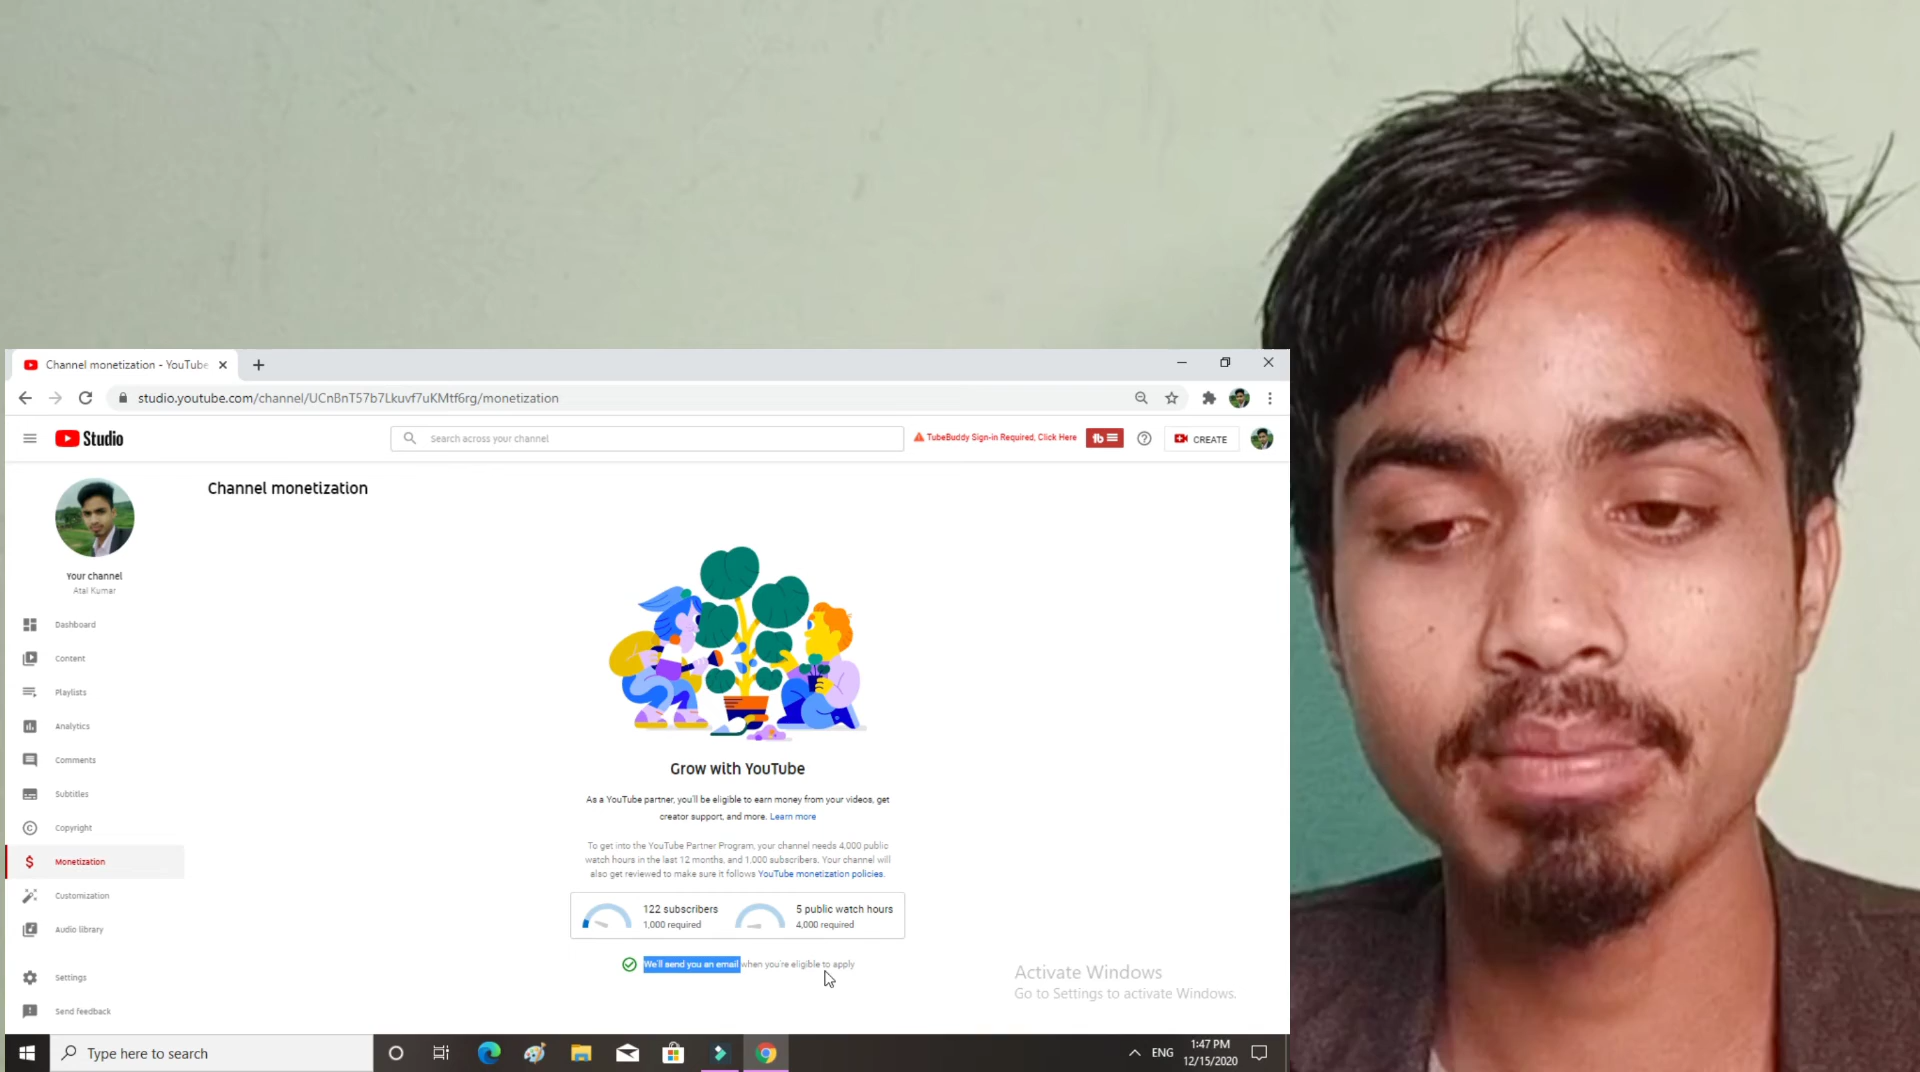 Channel monetization - YouTube
studio.youtube.com/channel/UCnBnT57b7Lkuvf7uKMtf6rg/monetization
Studio
Search across your channel
TubeBuddy Sign-in Required, Click Here
tb
CREATE
Channel monetization
Your channel
Atal Kumar
Dashboard
Content
Playlists
Analytics
Comments
Subtitles
Copyright
Monetization
Customization
Audio library
Settings
Send feedback
Grow with YouTube
As a YouTube partner, you'll be eligible to earn money from your videos, get
creator support, and more. Learn more
To get into the YouTube Partner Program, your channel needs 4,000 public
watch hours in the last 12 months, and 1,000 subscribers. Your channel will
also get reviewed to make sure it follows YouTube monetization policies.
122 subscribers
1,000 required
5 public watch hours
4,000 required
We'll send you an email when you're eligible to apply
Activate Windows
Go to Settings to activate Windows.
Type here to search
ENG
1:47 PM
12/15/2020